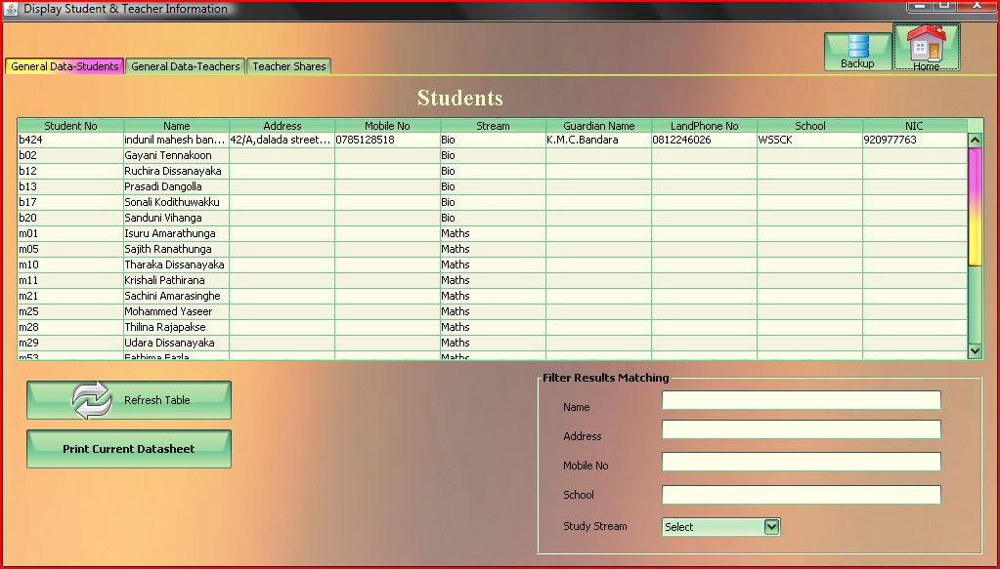 Display Student & Teacher Information
Backup
Home
General Data-Students General Data-Teachers Teacher Shares
Students
Student No Name Address Mobile No Stream Guardian Name LandPhone No School NIC
b424 indunil mahesh ban... 42/A,dalada street... 0785128518 Bio K.M.C.Bandara 0812246026 WSSCK 920977763
b02 Gayani Tennakoon Bio
b12 Ruchira Dissanayaka Bio
b13 Prasadi Dangolla Bio
b17 Sonali Kodithuwakku Bio
b20 Sanduni Vihanga Bio
m01 Isuru Amarathunga Maths
m05 Sajith Ranathunga Maths
m10 Tharaka Dissanayaka Maths
m11 Krishali Pathirana Maths
m21 Sachini Amarasinghe Maths
m25 Mohammed Yaseer Maths
m28 Thilina Rajapakse Maths
m29 Udara Dissanayaka Maths
m53 Fathima Fazla Maths
Refresh Table
Print Current Datasheet
Filter Results Matching
Name
Address
Mobile No
School
Study Stream Select